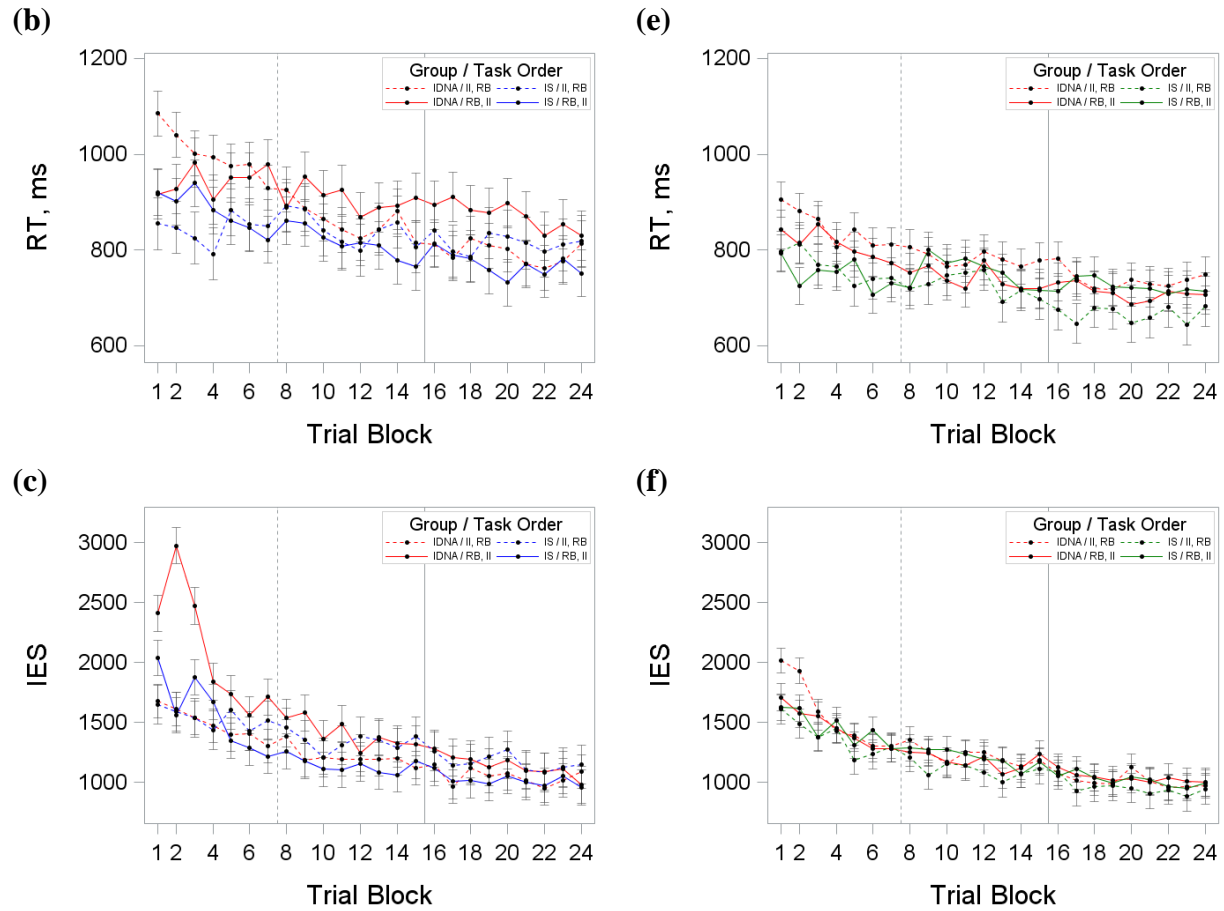 (b)
1200
1000
800
600
RT, ms
Group / Task Order
IDNA / II, RB IS / II, RB
IDNA / RB, II IS / RB, II
1 2 4 6 8 10 12 14 16 18 20 22 24
Trial Block
(e)
1200
1000
800
600
RT, ms
Group / Task Order
IDNA / II, RB IS / II, RB
IDNA / RB, II IS / RB, II
1 2 4 6 8 10 12 14 16 18 20 22 24
Trial Block
(c)
3000
2500
2000
1500
1000
IES
Group / Task Order
IDNA / II, RB IS / II, RB
IDNA / RB, II IS / RB, II
1 2 4 6 8 10 12 14 16 18 20 22 24
Trial Block
(f)
3000
2500
2000
1500
1000
IES
Group / Task Order
IDNA / II, RB IS / II, RB
IDNA / RB, II IS / RB, II
1 2 4 6 8 10 12 14 16 18 20 22 24
Trial Block